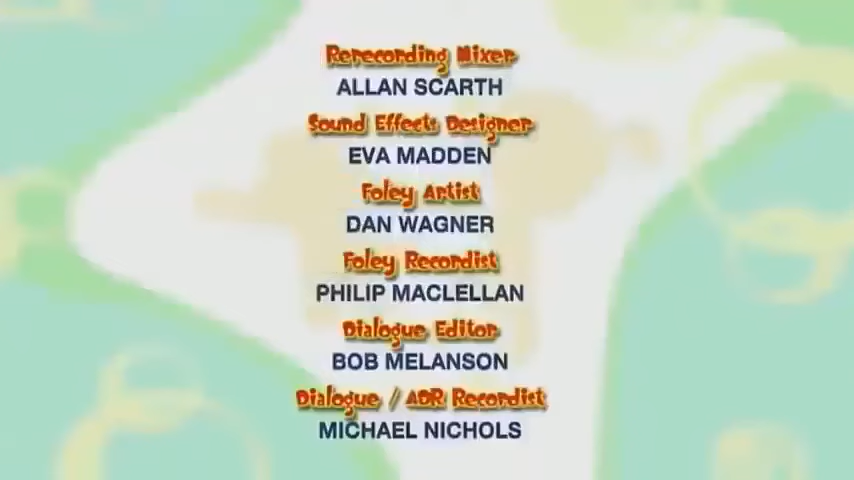 Rerecording Mixer
ALLAN SCARTH
Sound Effects Designer
EVA MADDEN
Foley Artist
DAN WAGNER
Foley Recordist
PHILIP MACLELLAN
Dialogue Editor
BOB MELANSON
Dialogue / ADR Recordist
MICHAEL NICHOLS